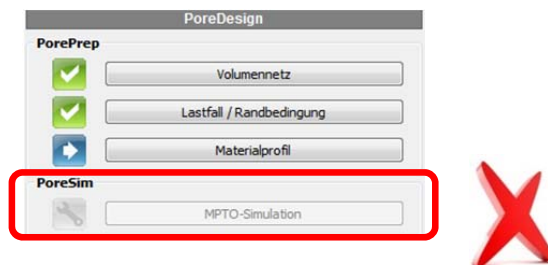 PoreDesign
PorePrep
Volumennetz
Lastfall / Randbedingung
Materialprofil
PoreSim
MPTO-Simulation